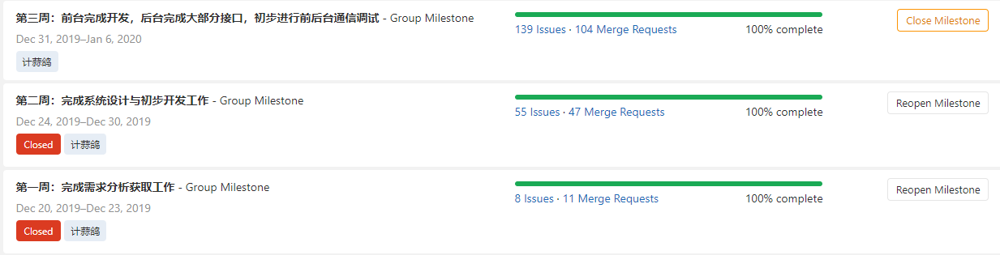 第三周：前台完成开发，后台完成大部分接口，初步进行前后台通信调试 - Group Milestone
139 Issues · 104 Merge Requests
100% complete
Close Milestone
Dec 31, 2019–Jan 6, 2020
计蒜鸽
第二周：完成系统设计与初步开发工作 - Group Milestone
55 Issues · 47 Merge Requests
100% complete
Reopen Milestone
Dec 24, 2019–Dec 30, 2019
Closed
计蒜鸽
第一周：完成需求分析获取工作 - Group Milestone
8 Issues · 11 Merge Requests
100% complete
Reopen Milestone
Dec 20, 2019–Dec 23, 2019
Closed
计蒜鸽